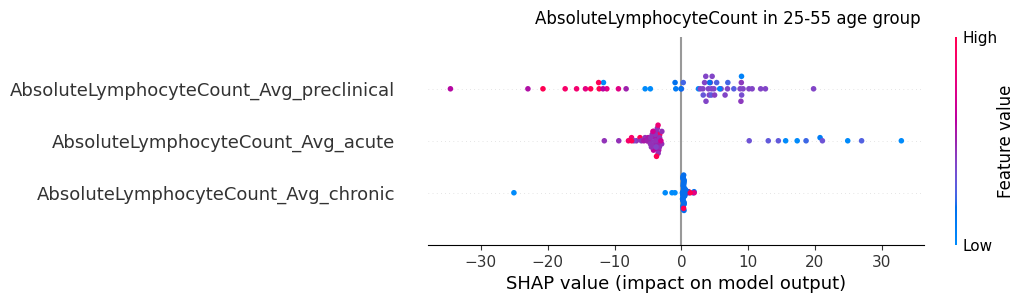 AbsoluteLymphocyteCount in 25-55 age group
High
AbsoluteLymphocyteCount_Avg_preclinical
AbsoluteLymphocyteCount_Avg_acute
AbsoluteLymphocyteCount_Avg_chronic
Feature value
Low
−30 −20 −10 0 10 20 30
SHAP value (impact on model output)